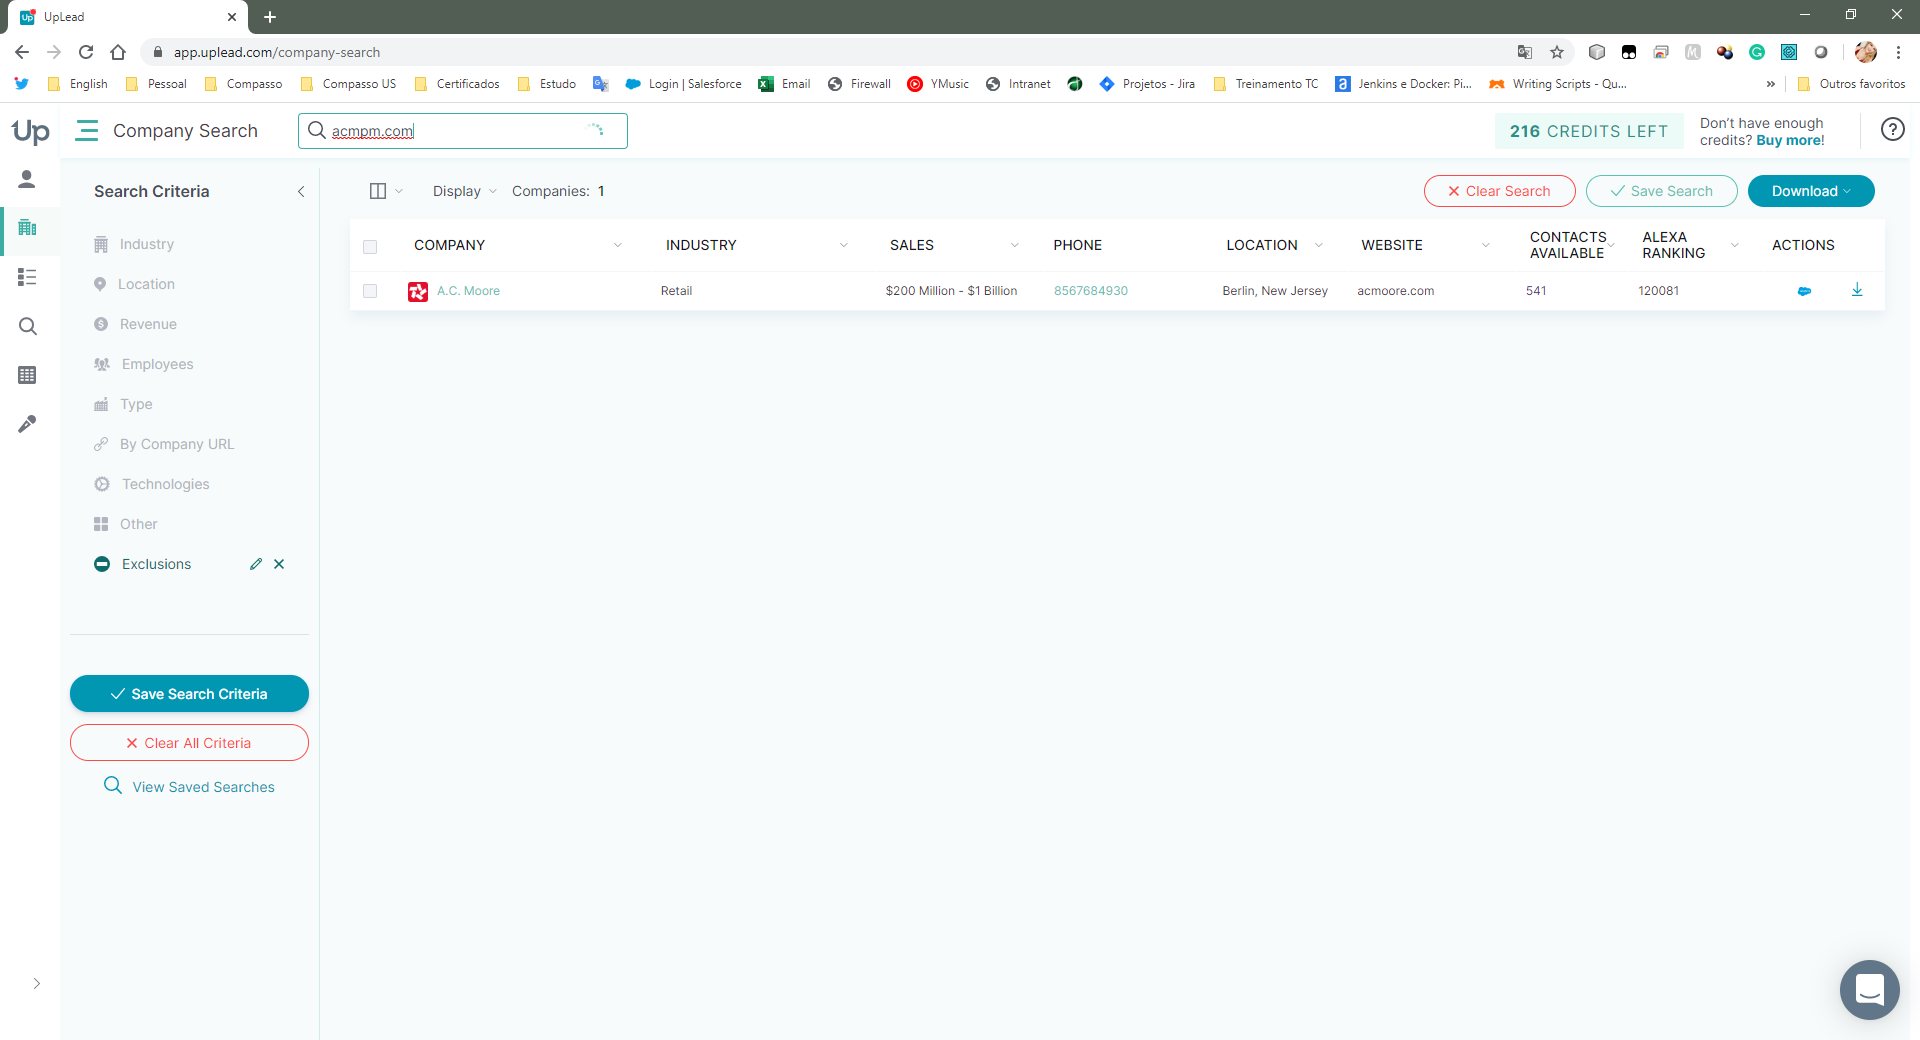 UpLead
app.uplead.com/company-search
English Pessoal Compasso Compasso US Certificados Estudo Login | Salesforce Email Firewall YMusic Intranet Projetos - Jira Treinamento TC Jenkins e Docker: Pi... Writing Scripts - Qu... » Outros favoritos
Up Company Search acmpm.com 216 CREDITS LEFT Don't have enough
credits? Buy more!
Search Criteria
Display Companies: 1 Clear Search Save Search Download
Industry
Location
Revenue
Employees
Type
By Company URL
Technologies
Other
Exclusions
Save Search Criteria
Clear All Criteria
View Saved Searches
COMPANY INDUSTRY SALES PHONE LOCATION WEBSITE CONTACTS AVAILABLE ALEXA RANKING ACTIONS
A.C. Moore Retail $200 Million - $1 Billion 8567684930 Berlin, New Jersey acmoore.com 541 120081